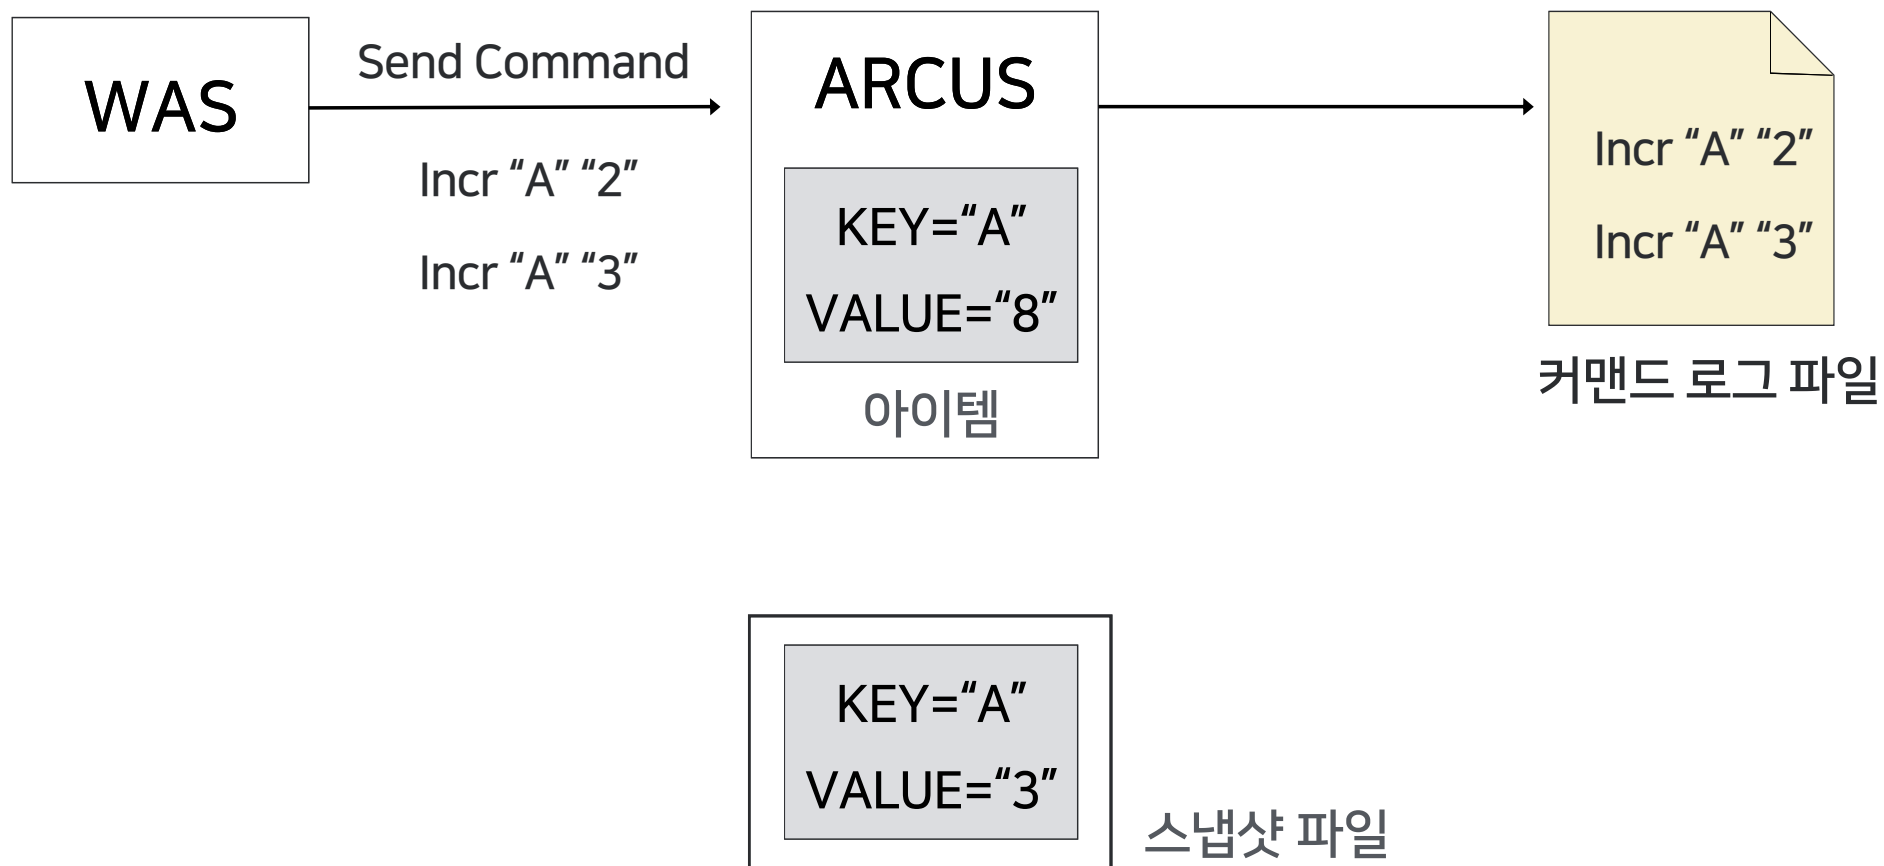 WAS
Send Command
Incr “A” “2”
Incr “A” “3”
ARCUS
KEY=“A”
VALUE=“8”
아이템
Incr “A” “2”
Incr “A” “3”
커맨드 로그 파일
KEY=“A”
VALUE=“3”
스냅샷 파일